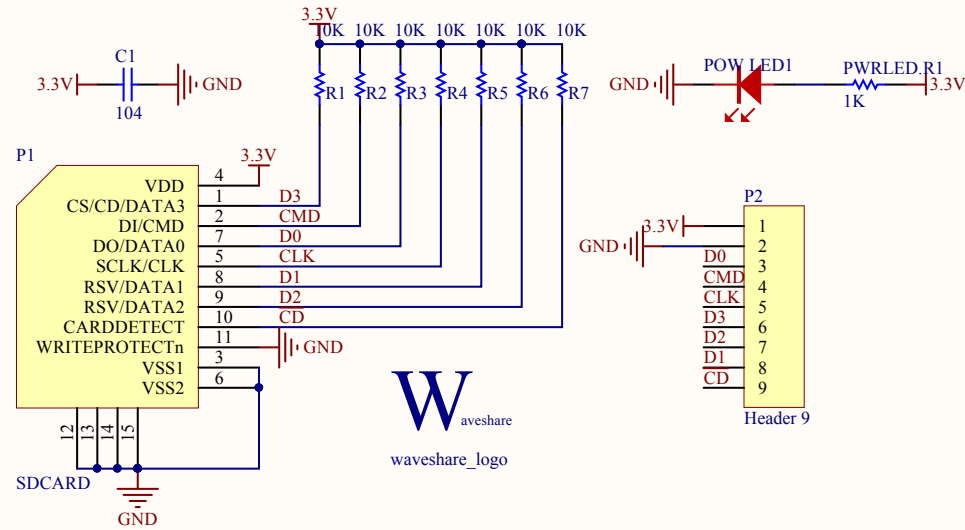 3.3V
10K 10K 10K 10K 10K 10K 10K
R1 R2 R3 R4 R5 R6 R7
C1
3.3V GND
104
POW LED1 PWRLED.R1
GND 3.3V
1K
P1
3.3V
VDD 4
CS/CD/DATA3 1 D3
DI/CMD 2 CMD
DO/DATA0 7 D0
SCLK/CLK 5 CLK
RSV/DATA1 8 D1
RSV/DATA2 9 D2
CARDDETECT 10 CD
WRITEPROTECTn 11 GND
VSS1 3
VSS2 6
12 13 14 15
SDCARD
GND
Waveshare
waveshare_logo
P2
3.3V 1
GND 2
D0 3
CMD 4
CLK 5
D3 6
D2 7
D1 8
CD 9
Header 9